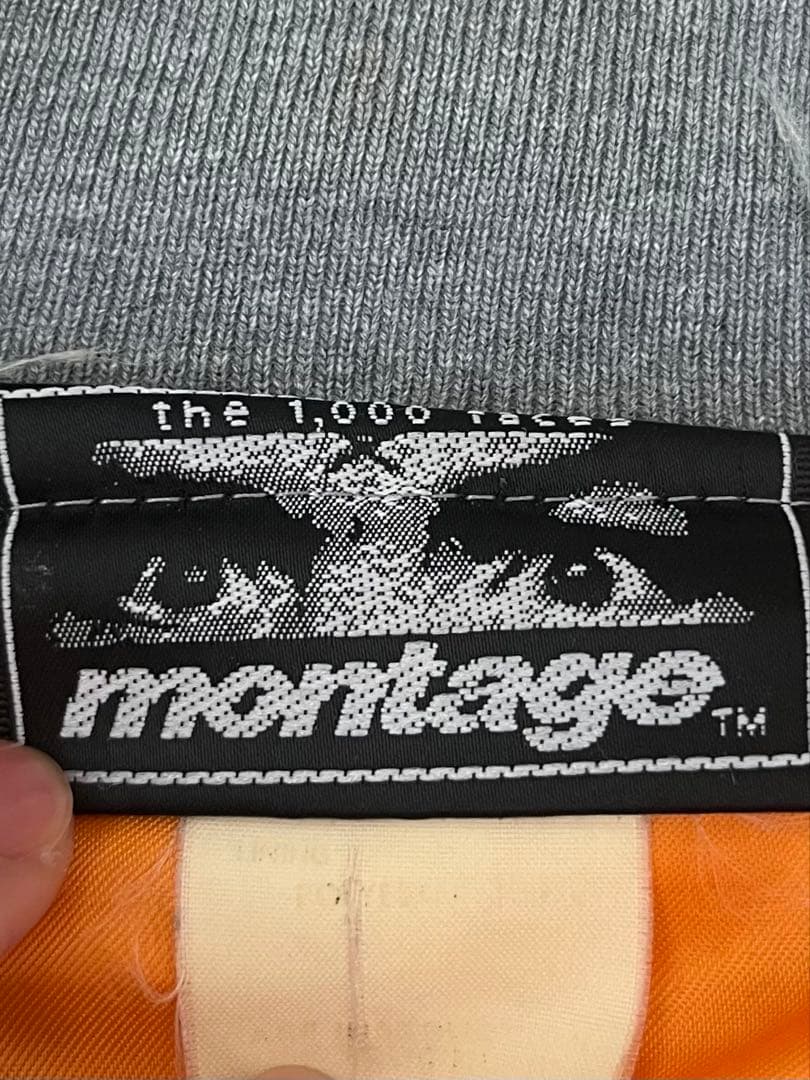 the 1,000 faces
montage TM